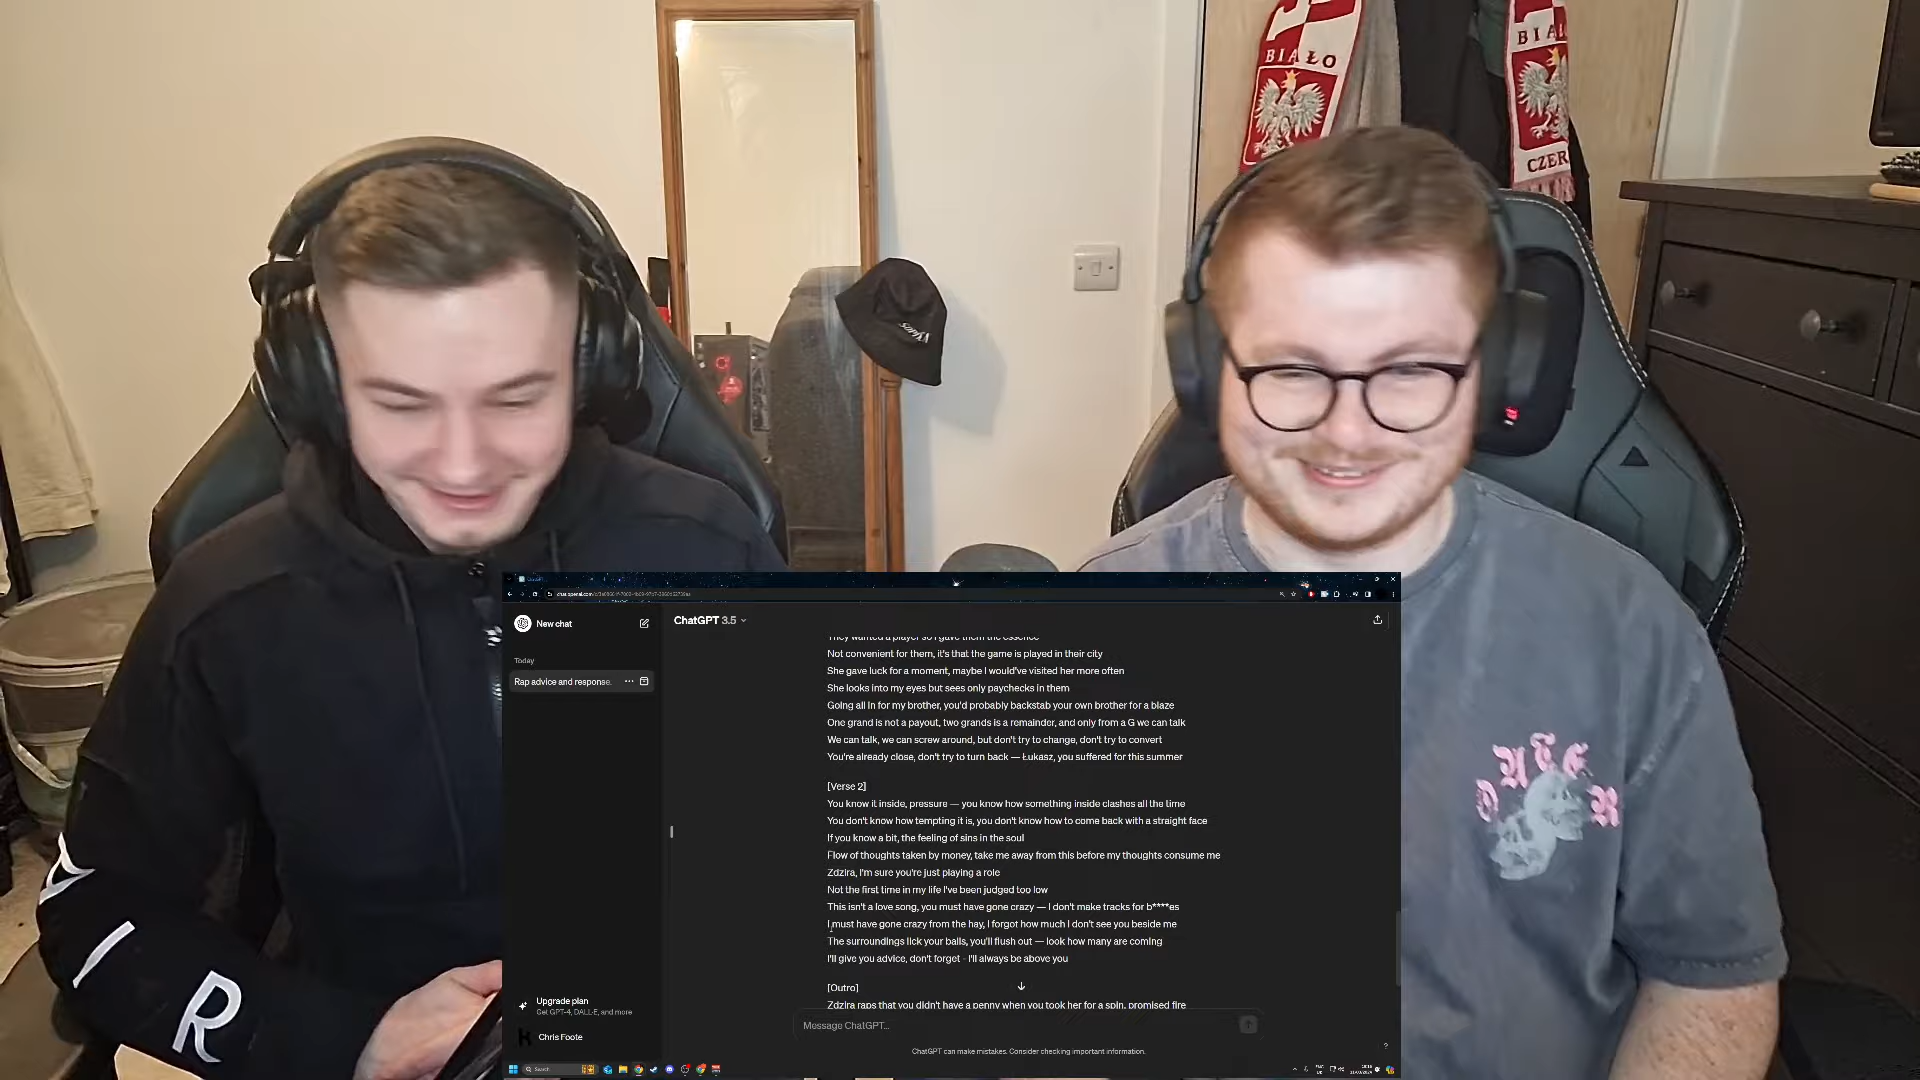 BIAŁO
BIAŁO
CZER
ChatGPT 3.5
New chat
Today
Rap advice and response.
They wanted a player so I gave them the essence
Not convenient for them, it's that the game is played in their city
She gave luck for a moment, maybe I would've visited her more often
She looks into my eyes but sees only paychecks in them
Going all in for my brother, you'd probably backstab your own brother for a blaze
One grand is not a payout, two grands is a remainder, and only from a G we can talk
We can talk, we can screw around, but don't try to change, don't try to convert
You're already close, don't try to turn back — Łukasz, you suffered for this summer
[Verse 2]
You know it inside, pressure — you know how something inside clashes all the time
You don't know how tempting it is, you don't know how to come back with a straight face
If you know a bit, the feeling of sins in the soul
Flow of thoughts taken by money, take me away from this before my thoughts consume me
Zdzira, I'm sure you're just playing a role
Not the first time in my life I've been judged too low
This isn't a love song, you must have gone crazy — I don't make tracks for b****es
I must have gone crazy from the hay, I forgot how much I don't see you beside me
The surroundings lick your balls, you'll flush out — look how many are coming
I'll give you advice, don't forget - I'll always be above you
[Outro]
Zdzira raps that you didn't have a penny when you took her for a spin, promised fire
Upgrade plan
Get GPT-4, DALL·E, and more
Chris Foote
Message ChatGPT...
ChatGPT can make mistakes. Consider checking important information.
?
Search